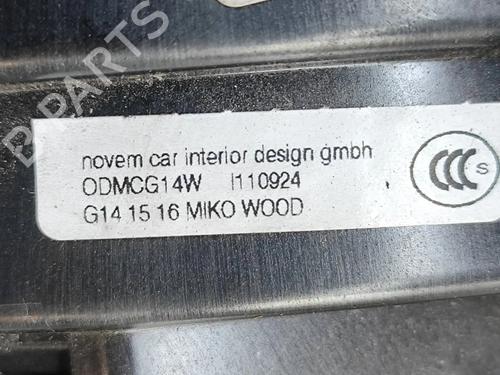 B PARTS
novem car interior design gmbh
ODMCG14W I110924
G14 15 16 MIKO WOOD
CCC S